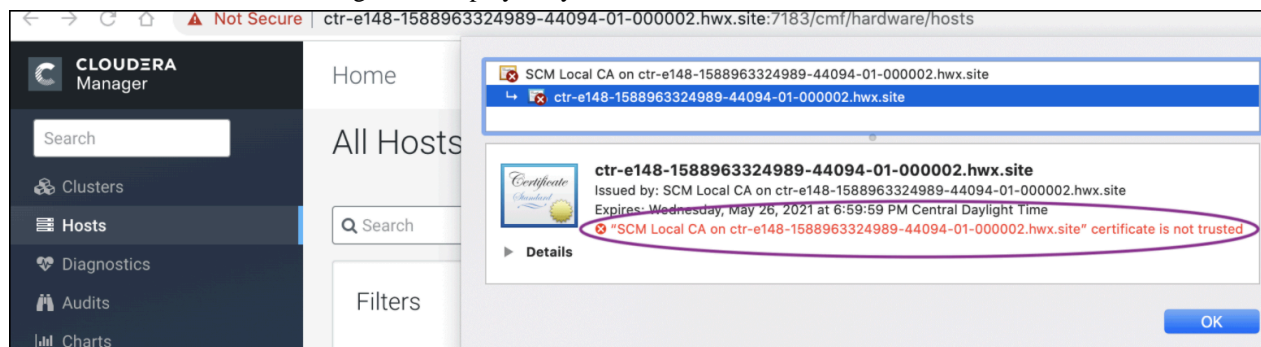 Not Secure | ctr-e148-1588963324989-44094-01-000002.hwx.site:7183/cmf/hardware/hosts
CLOUDERA
Manager
Home
SCM Local CA on ctr-e148-1588963324989-44094-01-000002.hwx.site
ctr-e148-1588963324989-44094-01-000002.hwx.site
Search
All Hosts
Certificate
Standard
ctr-e148-1588963324989-44094-01-000002.hwx.site
Issued by: SCM Local CA on ctr-e148-1588963324989-44094-01-000002.hwx.site
Expires: Wednesday, May 26, 2021 at 6:59:59 PM Central Daylight Time
"SCM Local CA on ctr-e148-1588963324989-44094-01-000002.hwx.site" certificate is not trusted
Details
Clusters
Hosts
Search
Diagnostics
Audits
Filters
Charts
OK